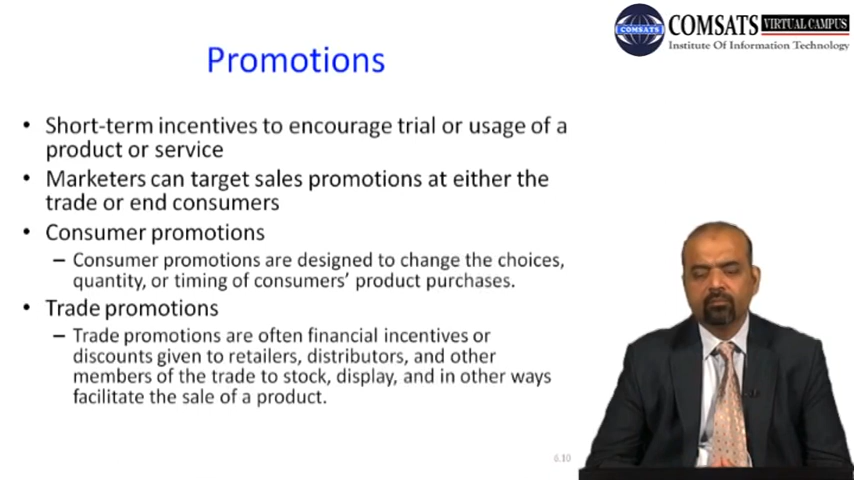 COMSATS
COMSATS VIRTUAL CAMPUS
Institute Of Information Technology
Promotions
• Short-term incentives to encourage trial or usage of a
product or service
• Marketers can target sales promotions at either the
trade or end consumers
• Consumer promotions
– Consumer promotions are designed to change the choices,
quantity, or timing of consumers’ product purchases.
• Trade promotions
– Trade promotions are often financial incentives or
discounts given to retailers, distributors, and other
members of the trade to stock, display, and in other ways
facilitate the sale of a product.
6.10